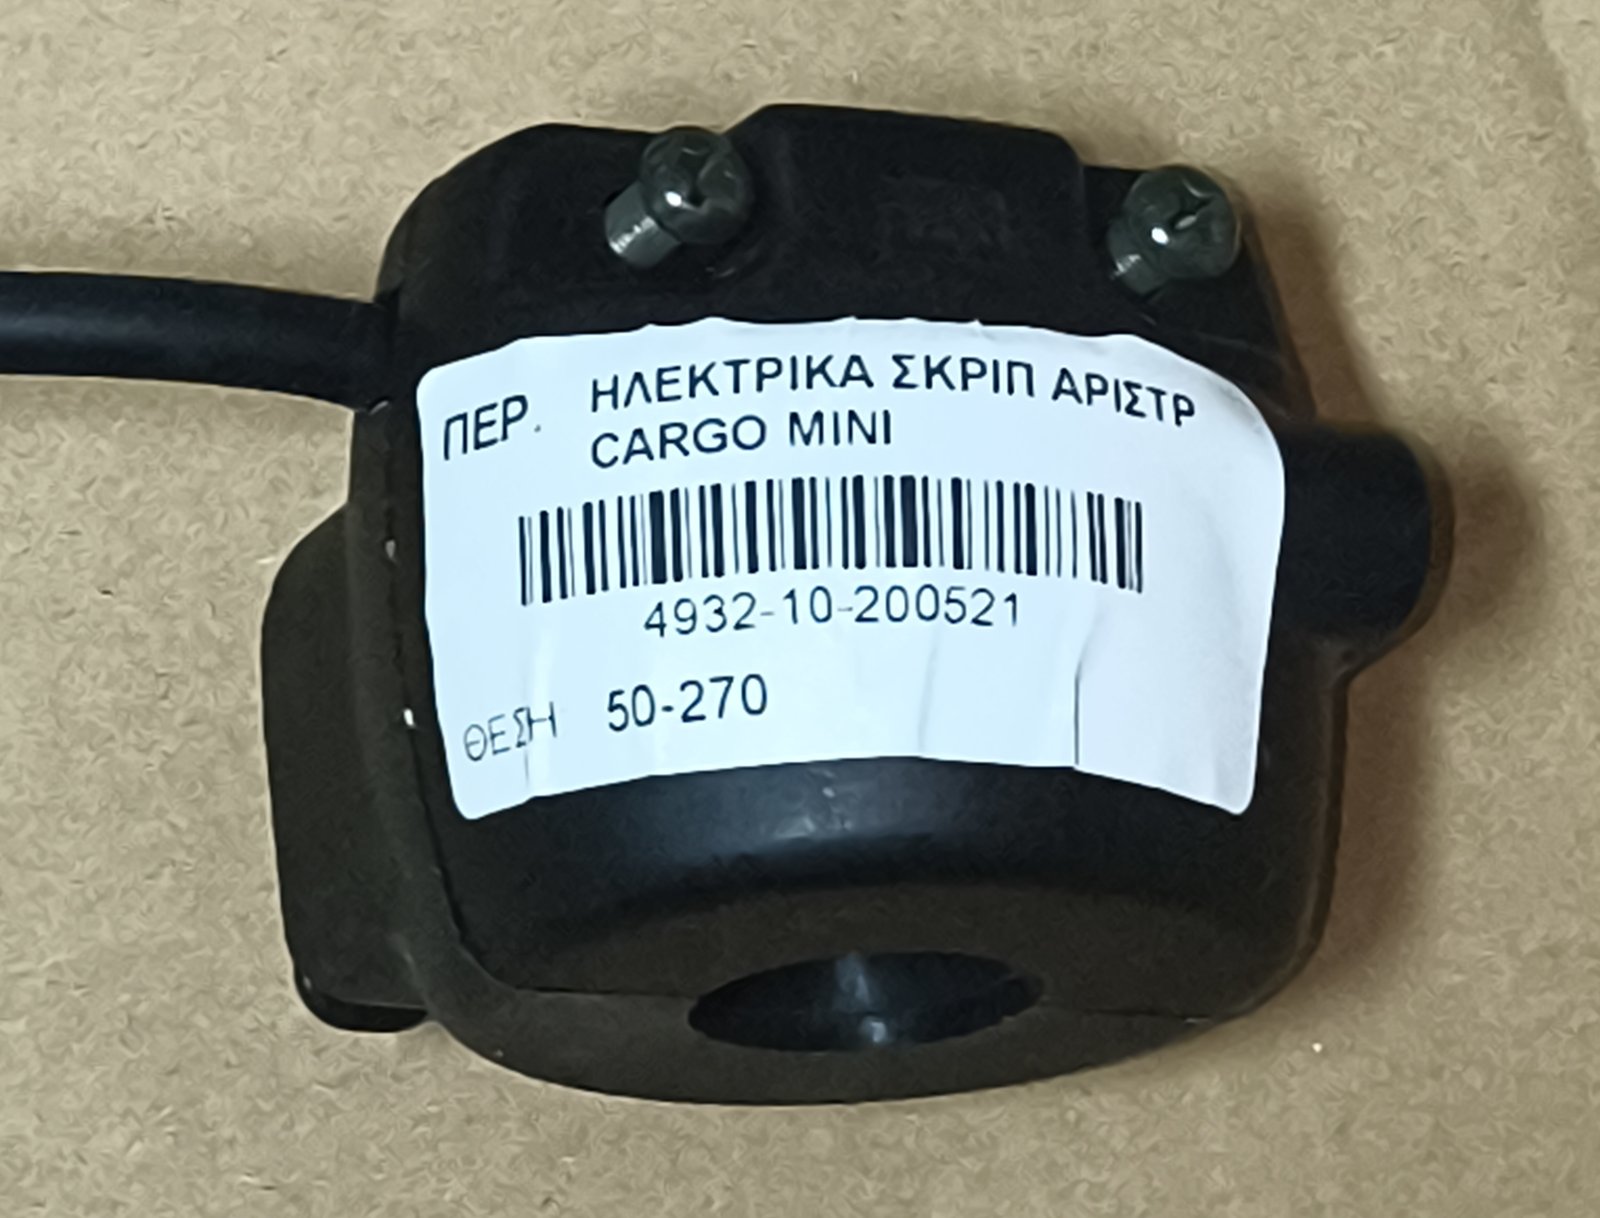 ΠΕΡ. ΗΛΕΚΤΡΙΚΑ ΣΚΡΙΠ ΑΡΙΣΤΡ
CARGO MINI
4932-10-200521
ΘΕΣΗ 50-270